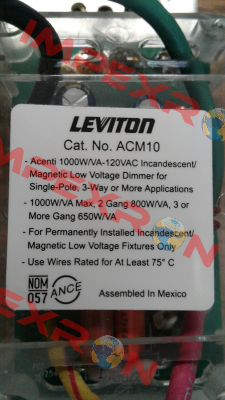 LEVITON
Cat. No. ACM10
- Acenti 1000W/VA-120VAC Incandescent/
Magnetic Low Voltage Dimmer for
Single-Pole, 3-Way or More Applications
- 1000W/VA Max, 2 Gang 800W/VA, 3 or
More Gang 650W/VA
- For Permanently Installed Incandescent/
Magnetic Low Voltage Fixtures Only
- Use Wires Rated for At Least 75° C
NOM
057
ANCE
Assembled In Mexico
IMPEXRON
IMPEXRON